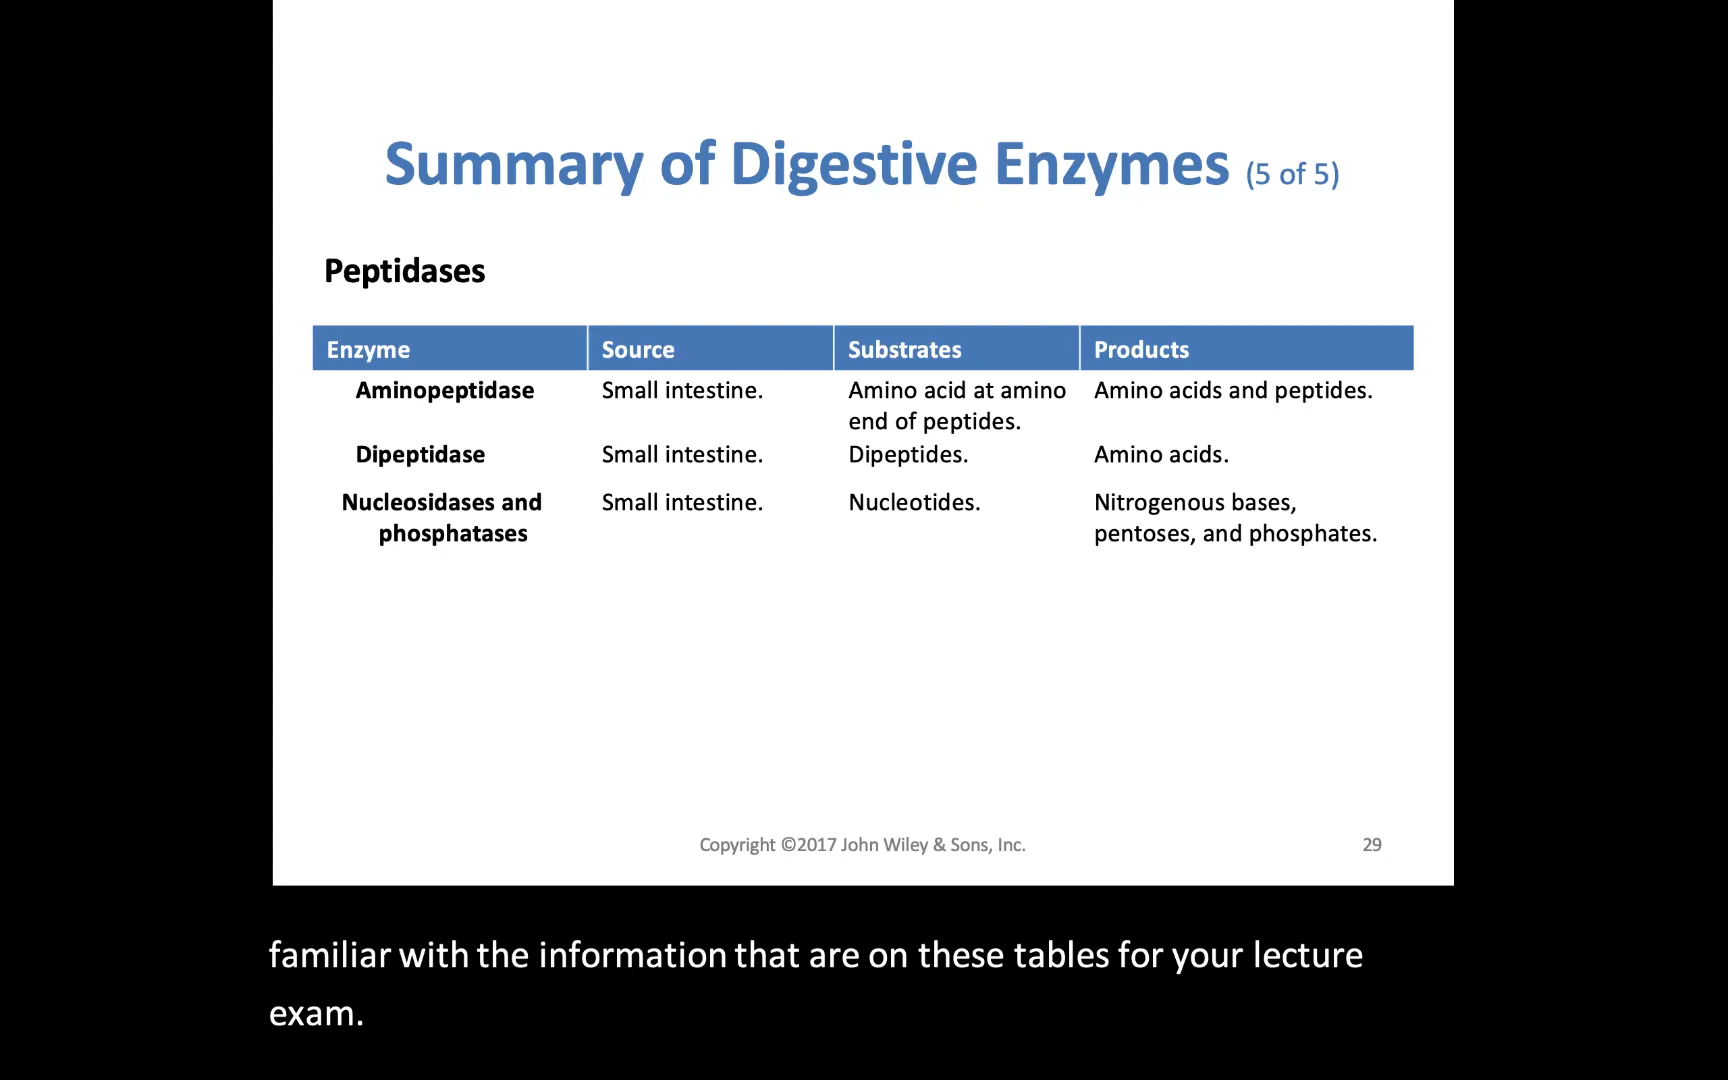 Summary of Digestive Enzymes (5 of 5)
Peptidases
Enzyme Source Substrates Products
Aminopeptidase Small intestine. Amino acid at amino Amino acids and peptides.
end of peptides.
Dipeptidase Small intestine. Dipeptides. Amino acids.
Nucleosidases and Small intestine. Nucleotides. Nitrogenous bases,
phosphatases pentoses, and phosphates.
Copyright ©2017 John Wiley & Sons, Inc. 29
familiar with the information that are on these tables for your lecture
exam.